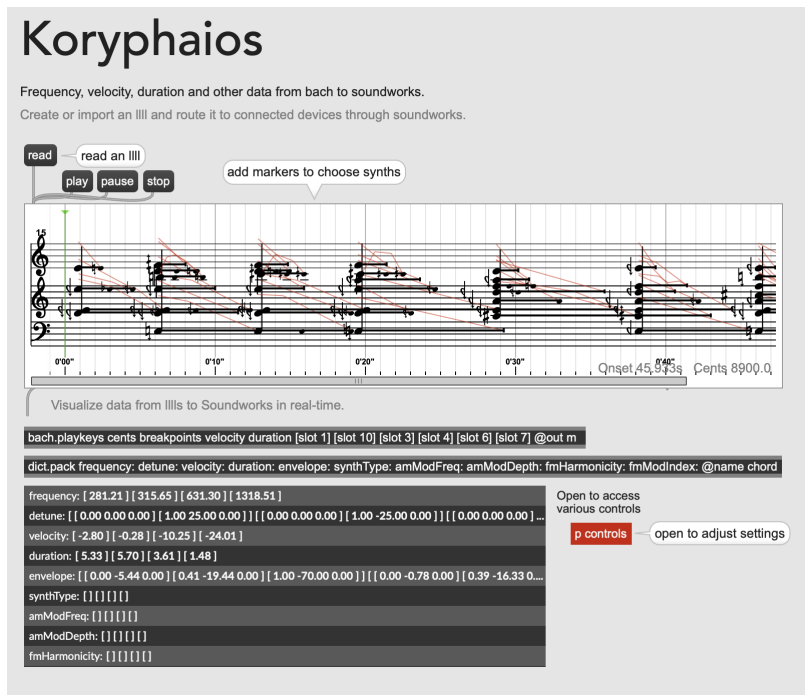 Koryphaios
Frequency, velocity, duration and other data from bach to soundworks.
Create or import an llll and route it to connected devices through soundworks.
read
read an llll
play
pause
stop
add markers to choose synths
15
0'00"
0'10"
0'20"
0'30"
0'40"
Onset 45.933s Cents 8900.0
Visualize data from lllls to Soundworks in real-time.
bach.playkeys cents breakpoints velocity duration [slot 1] [slot 10] [slot 3] [slot 4] [slot 6] [slot 7] @out m
dict.pack frequency: detune: velocity: duration: envelope: synthType: amModFreq: amModDepth: fmHarmonicity: fmModIndex: @name chord
frequency: [ 281.21 ] [ 315.65 ] [ 631.30 ] [ 1318.51 ]
detune: [ [ 0.00 0.00 0.00 ] [ 1.00 25.00 0.00 ] ] [ [ 0.00 0.00 0.00 ] [ 1.00 -25.00 0.00 ] ] [ [ 0.00 0.00 0.00 ] ...
velocity: [ -2.80 ] [ -0.28 ] [ -10.25 ] [ -24.01 ]
duration: [ 5.33 ] [ 5.70 ] [ 3.61 ] [ 1.48 ]
envelope: [ [ 0.00 -5.44 0.00 ] [ 0.41 -19.44 0.00 ] [ 1.00 -70.00 0.00 ] ] [ [ 0.00 -0.78 0.00 ] [ 0.39 -16.33 0....
synthType: [ ] [ ] [ ] [ ]
amModFreq: [ ] [ ] [ ] [ ]
amModDepth: [ ] [ ] [ ] [ ]
fmHarmonicity: [ ] [ ] [ ] [ ]
Open to access
various controls
p controls
open to adjust settings